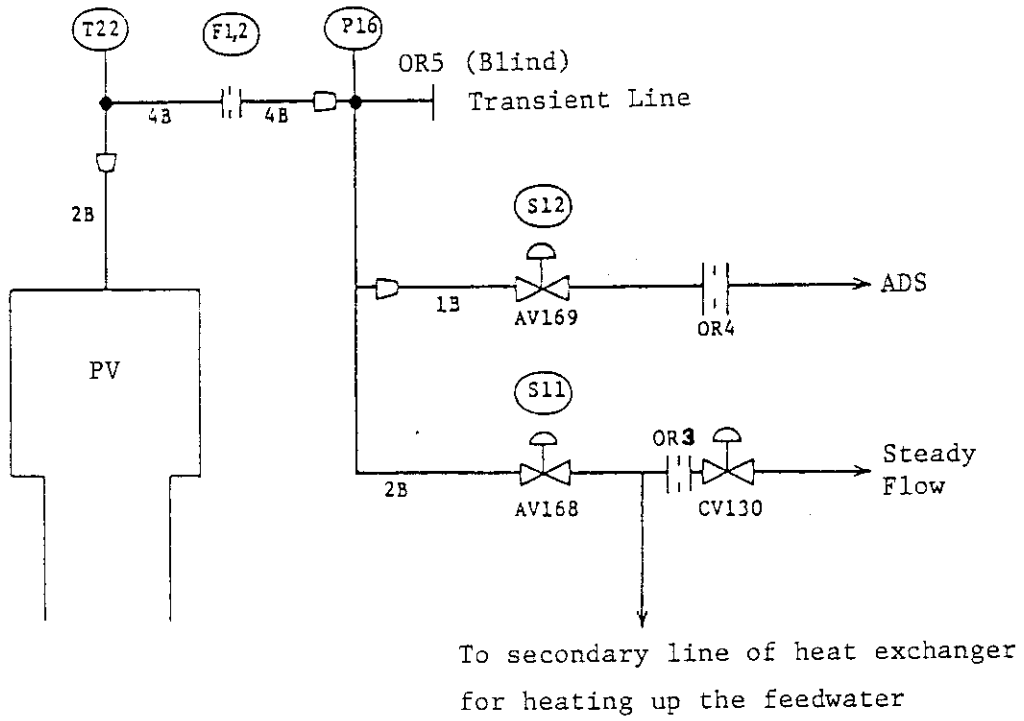 T22
F1,2
P16
OR5 (Blind)
Transient Line
4B
4B
2B
S12
1B
AV169
OR4
ADS
PV
S11
OR3
2B
AV168
CV130
Steady
Flow
To secondary line of heat exchanger
for heating up the feedwater